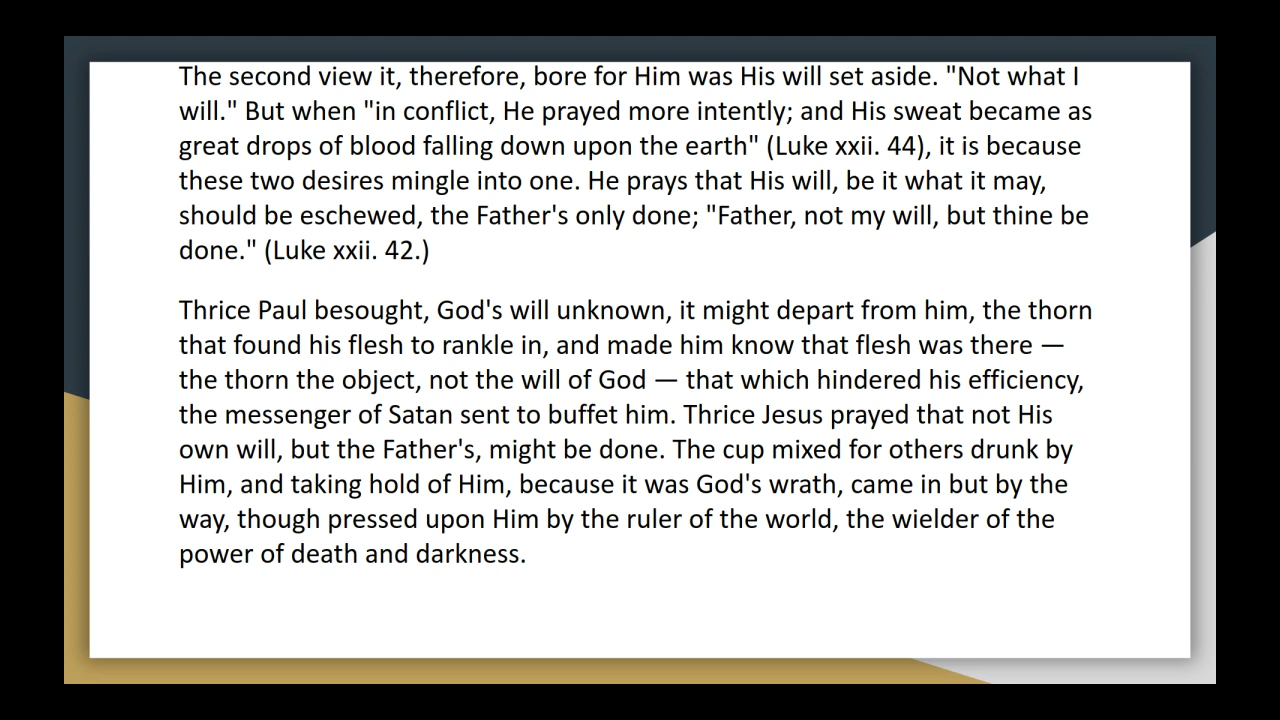 The second view it, therefore, bore for Him was His will set aside. "Not what I
will." But when "in conflict, He prayed more intently; and His sweat became as
great drops of blood falling down upon the earth" (Luke xxii. 44), it is because
these two desires mingle into one. He prays that His will, be it what it may,
should be eschewed, the Father's only done; "Father, not my will, but thine be
done." (Luke xxii. 42.)
Thrice Paul besought, God's will unknown, it might depart from him, the thorn
that found his flesh to rankle in, and made him know that flesh was there —
the thorn the object, not the will of God — that which hindered his efficiency,
the messenger of Satan sent to buffet him. Thrice Jesus prayed that not His
own will, but the Father's, might be done. The cup mixed for others drunk by
Him, and taking hold of Him, because it was God's wrath, came in but by the
way, though pressed upon Him by the ruler of the world, the wielder of the
power of death and darkness.